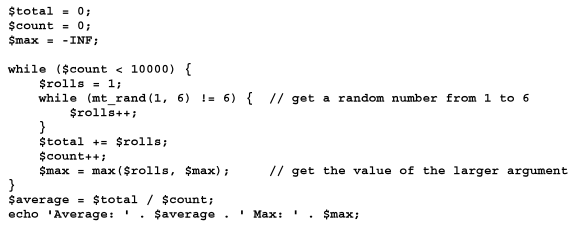 $total = 0;
$count = 0;
$max = -INF;

while ($count < 10000) {
    $rolls = 1;
    while (mt_rand(1, 6) != 6) {  // get a random number from 1 to 6
        $rolls++;
    }
    $total += $rolls;
    $count++;
    $max = max($rolls, $max);     // get the value of the larger argument
}
$average = $total / $count;
echo 'Average: ' . $average . ' Max: ' . $max;